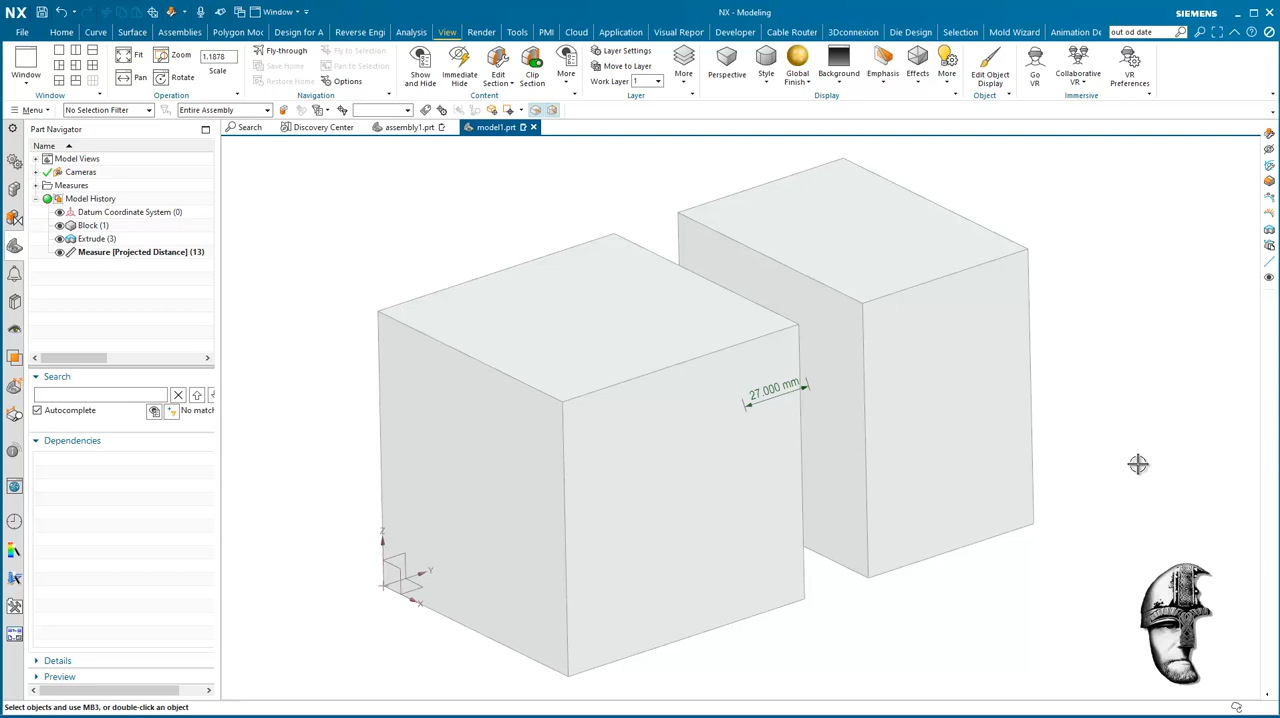 NX
Window
NX - Modeling
SIEMENS
File
Home
Curve
Surface
Assemblies
Polygon Moc
Design for A
Reverse Engi
Analysis
View
Render
Tools
PMI
Cloud
Application
Visual Repor
Developer
Cable Router
3Dconnexion
Die Design
Selection
Mold Wizard
Animation De
out od date
Window
Window
Fit
Pan
Zoom
Rotate
1.1878
Scale
Operation
Fly-through
Save Home
Restore Home
Fly to Selection
Pan to Selection
Options
Navigation
Show
and Hide
Immediate
Hide
Edit
Section
Clip
Section
More
Content
Layer Settings
Move to Layer
Work Layer 1
More
Layer
Perspective
Style
Global
Finish
Background
Emphasis
Effects
More
Display
Edit Object
Display
Object
Go
VR
Collaborative
VR
VR
Preferences
Immersive
Menu
No Selection Filter
Entire Assembly
Part Navigator
Search
Discovery Center
assembly1.prt
model1.prt
Name
Model Views
Cameras
Measures
Model History
Datum Coordinate System (0)
Block (1)
Extrude (3)
Measure [Projected Distance] (13)
Search
Autocomplete
No match
Dependencies
Details
Preview
27.000 mm
Z
Y
X
Select objects and use MB3, or double-click an object